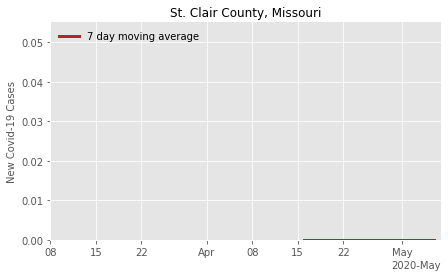 St. Clair County, Missouri
7 day moving average
New Covid-19 Cases
0.05
0.04
0.03
0.02
0.01
0.00
08 15 22 Apr 08 15 22 May
2020-May